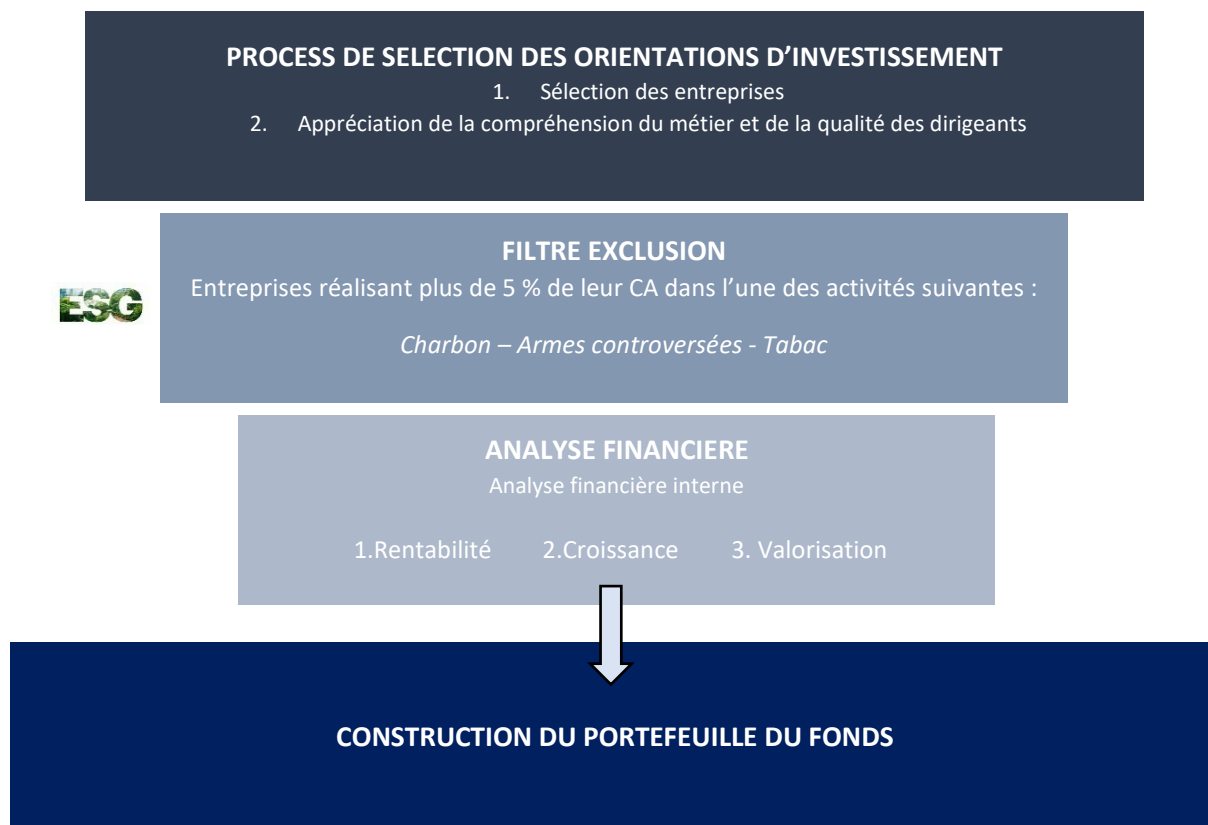 PROCESS DE SELECTION DES ORIENTATIONS D’INVESTISSEMENT
1. Sélection des entreprises
2. Appréciation de la compréhension du métier et de la qualité des dirigeants
FILTRE EXCLUSION
ESG
Entreprises réalisant plus de 5 % de leur CA dans l’une des activités suivantes :
Charbon – Armes controversées - Tabac
ANALYSE FINANCIERE
Analyse financière interne
1.Rentabilité 2.Croissance 3. Valorisation
CONSTRUCTION DU PORTEFEUILLE DU FONDS